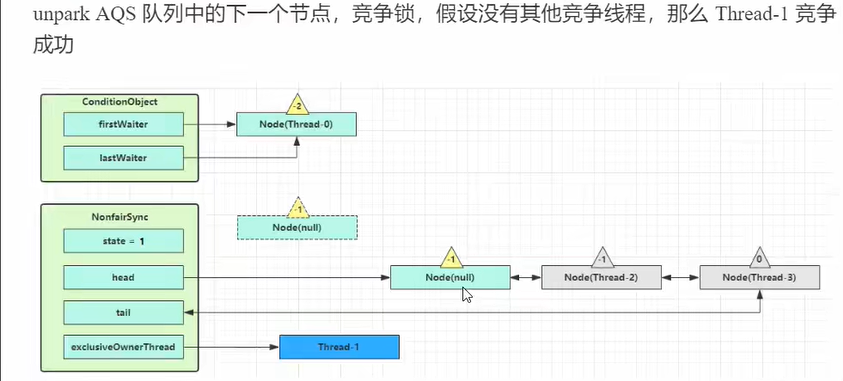 unpark AQS 队列中的下一个节点，竞争锁，假设没有其他竞争线程，那么 Thread-1 竞争
成功
ConditionObject
-2
firstWaiter
Node(Thread-0)
lastWaiter
NonfairSync
-1
state = 1
Node(null)
-1
-1
0
head
Node(null)
Node(Thread-2)
Node(Thread-3)
tail
exclusiveOwnerThread
Thread-1